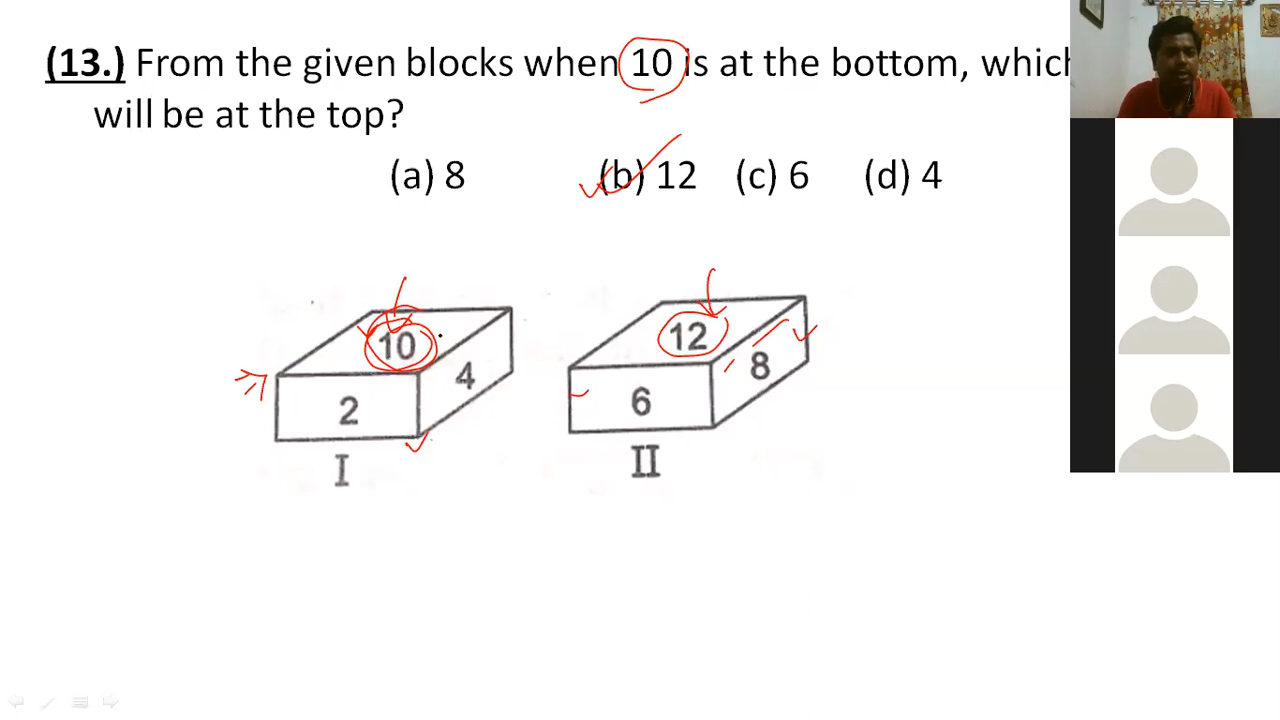 (13.) From the given blocks when 10 is at the bottom, which
will be at the top?
(a) 8 (b) 12 (c) 6 (d) 4
10
4
2
I
12
8
6
II